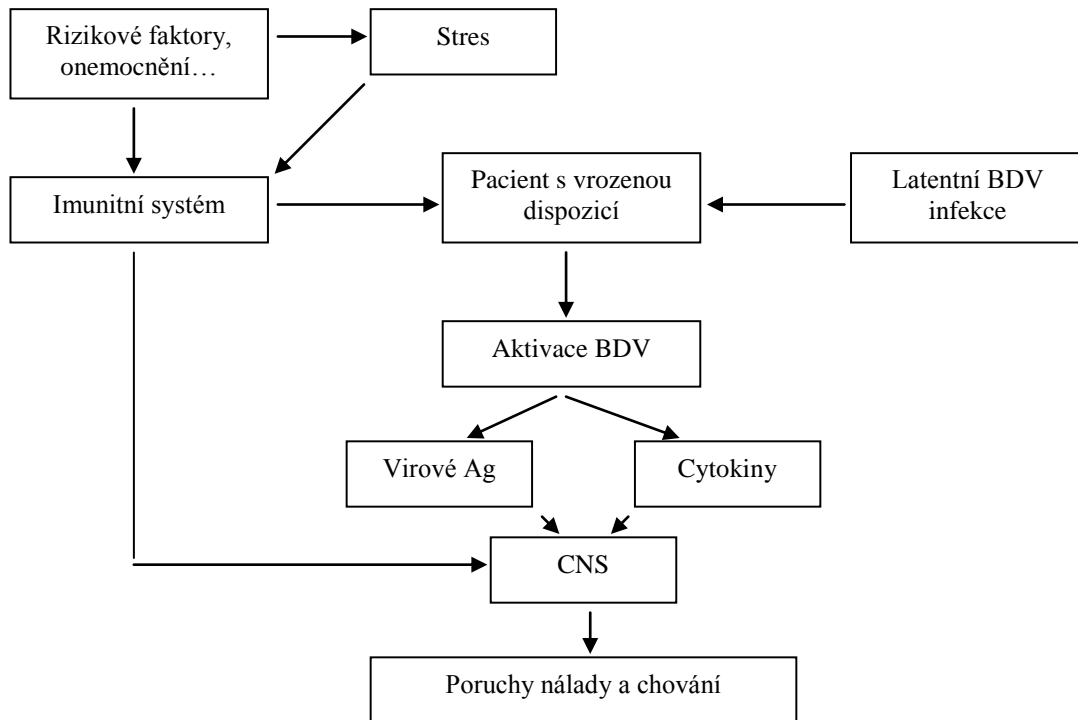 Rizikové faktory,
onemocnění…
Stres
Imunitní systém
Pacient s vrozenou
dispozicí
Latentní BDV
infekce
Aktivace BDV
Virové Ag
Cytokiny
CNS
Poruchy nálady a chování